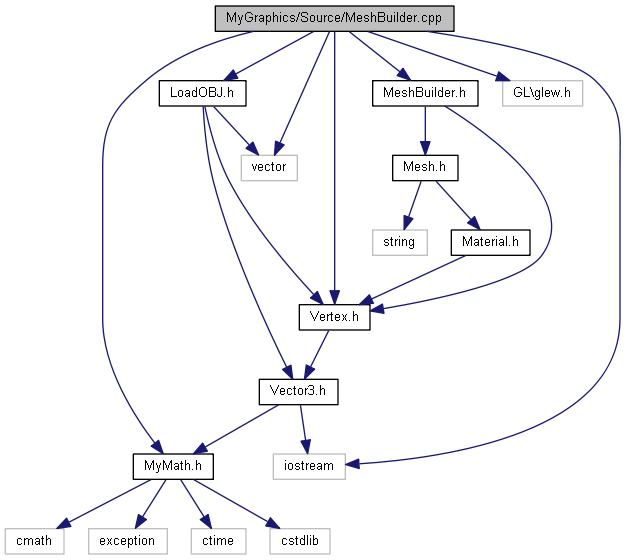 MyGraphics/Source/MeshBuilder.cpp
LoadOBJ.h
MeshBuilder.h
GL\glew.h
vector
Mesh.h
string
Material.h
Vertex.h
Vector3.h
MyMath.h
iostream
cmath
exception
ctime
cstdlib